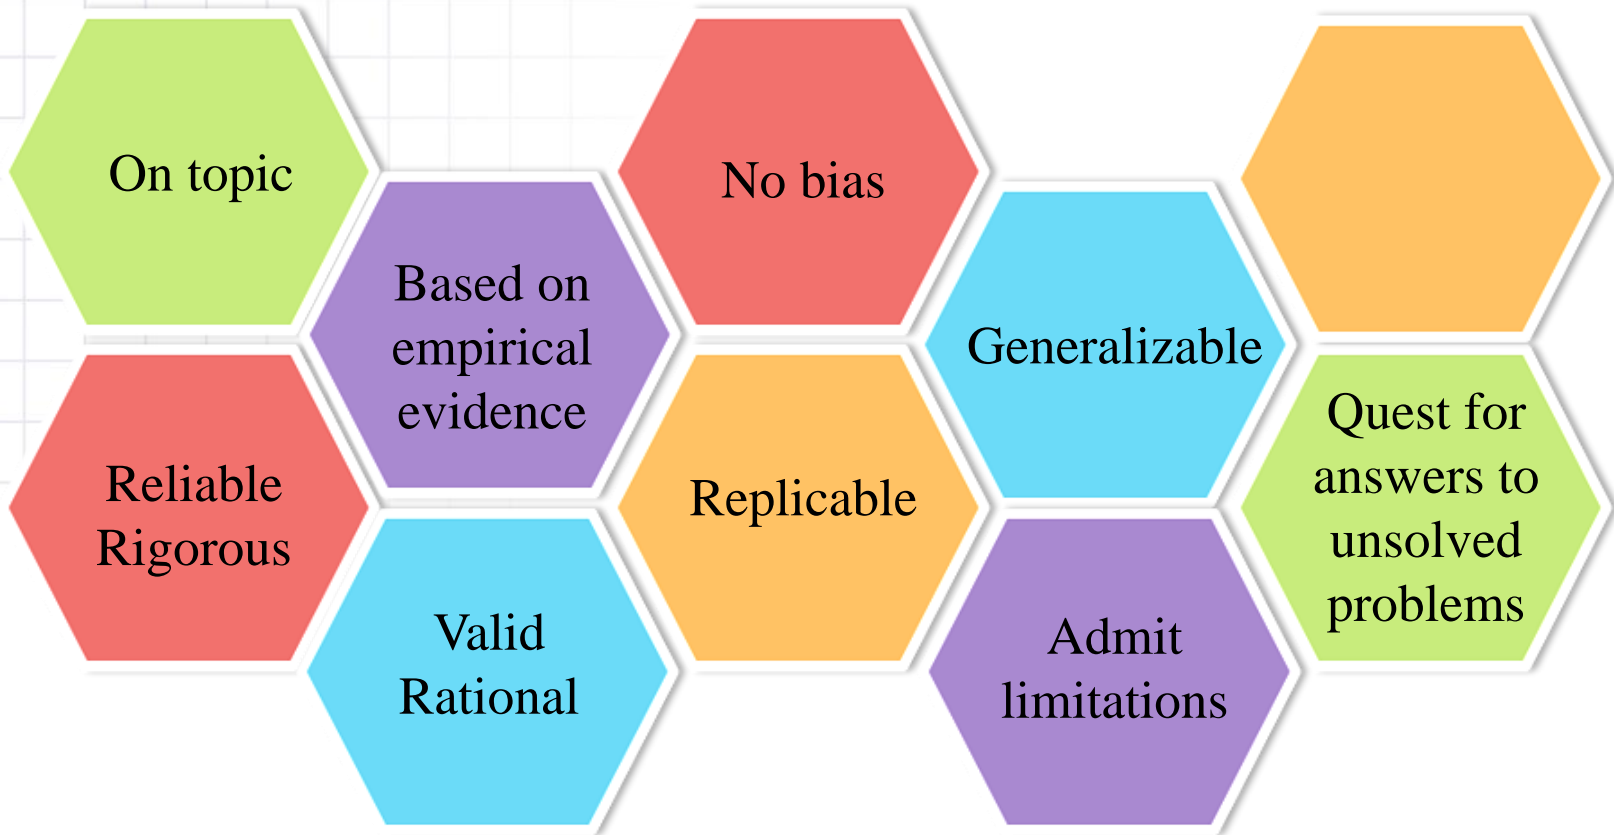 On topic
No bias
Based on
empirical
evidence
Generalizable
Reliable
Rigorous
Replicable
Quest for
answers to
unsolved
problems
Valid
Rational
Admit
limitations